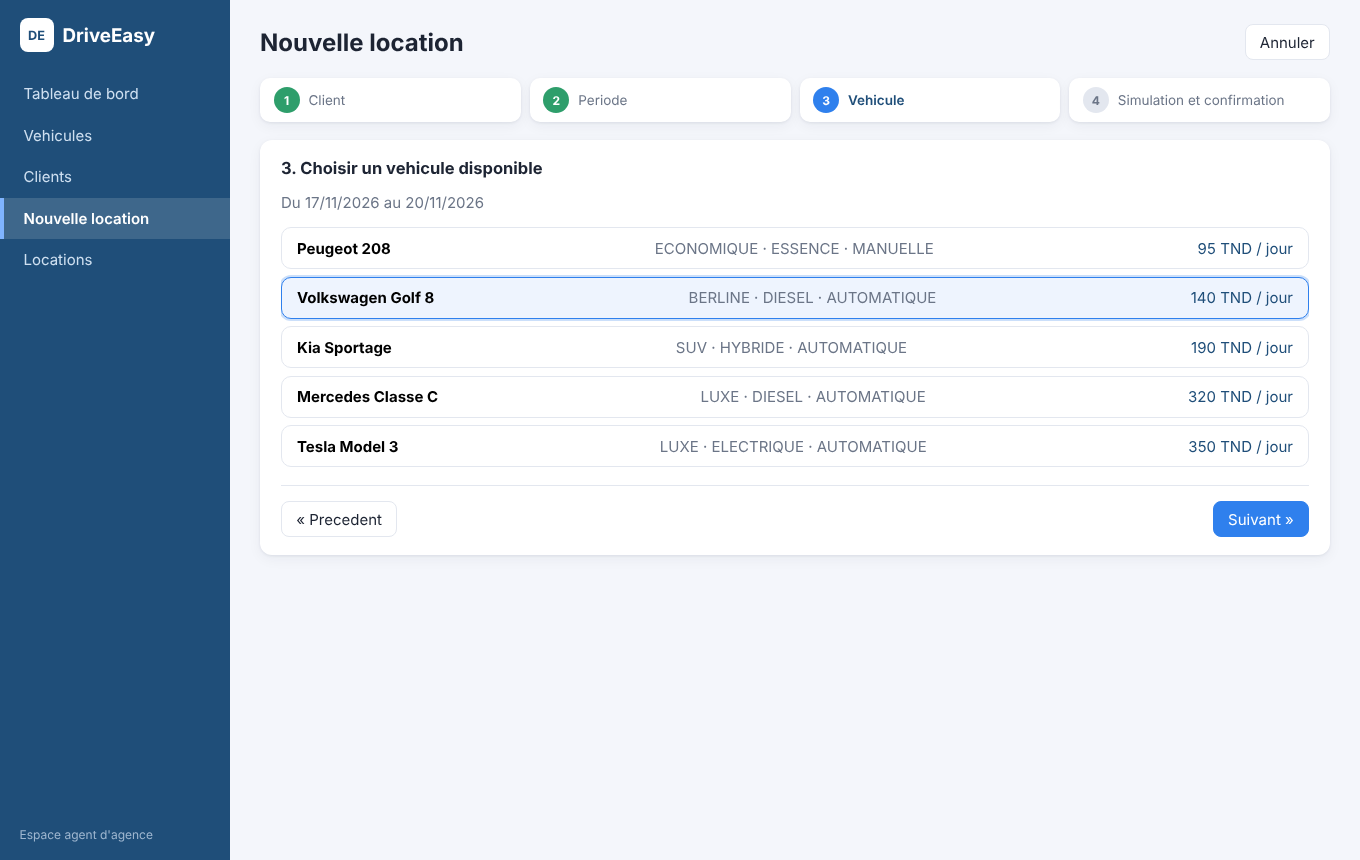 DE DriveEasy
Tableau de bord
Vehicules
Clients
Nouvelle location
Locations
Espace agent d'agence
Nouvelle location
Annuler
1 Client
2 Periode
3 Vehicule
4 Simulation et confirmation
3. Choisir un vehicule disponible
Du 17/11/2026 au 20/11/2026
Peugeot 208 ECONOMIQUE · ESSENCE · MANUELLE 95 TND / jour
Volkswagen Golf 8 BERLINE · DIESEL · AUTOMATIQUE 140 TND / jour
Kia Sportage SUV · HYBRIDE · AUTOMATIQUE 190 TND / jour
Mercedes Classe C LUXE · DIESEL · AUTOMATIQUE 320 TND / jour
Tesla Model 3 LUXE · ELECTRIQUE · AUTOMATIQUE 350 TND / jour
« Precedent
Suivant »